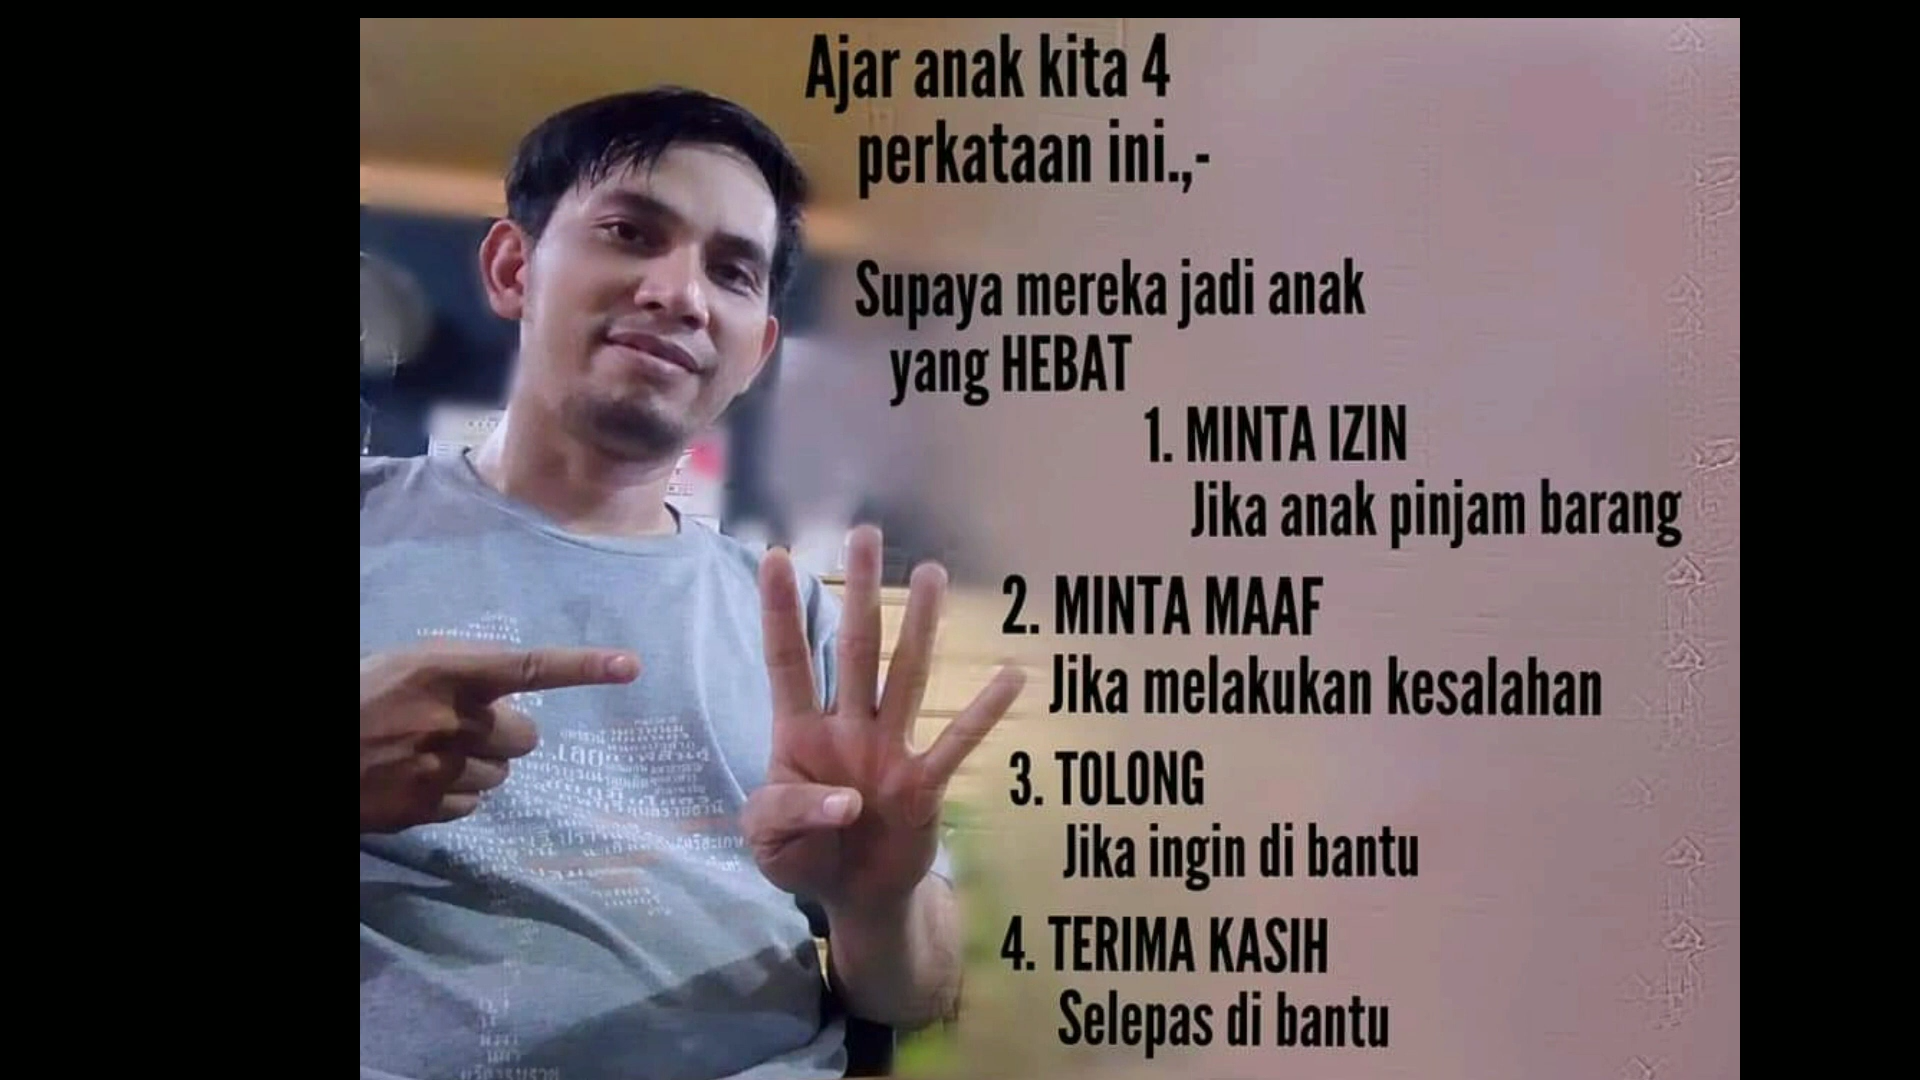 Ajar anak kita 4
perkataan ini.,-
Supaya mereka jadi anak
yang HEBAT
1. MINTA IZIN
Jika anak pinjam barang
2. MINTA MAAF
Jika melakukan kesalahan
3. TOLONG
Jika ingin di bantu
4. TERIMA KASIH
Selepas di bantu